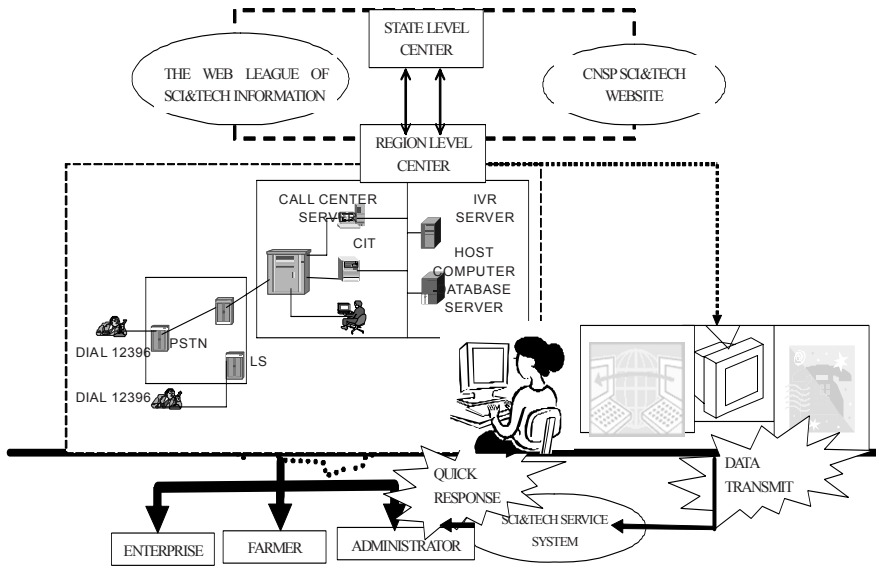 STATE LEVEL
CENTER
THE WEB LEAGUE OF
SCI&TECH INFORMATION
CNSP SCI&TECH
WEBSITE
REGION LEVEL
CENTER
CALL CENTER
SERVER
IVR
SERVER
CIT
HOST
COMPUTER
DATABASE
SERVER
PSTN
DIAL 12396
LS
DIAL 12396
QUICK
RESPONSE
DATA
TRANSMIT
SCI&TECH SERVICE
SYSTEM
ENTERPRISE
FARMER
ADMINISTRATOR